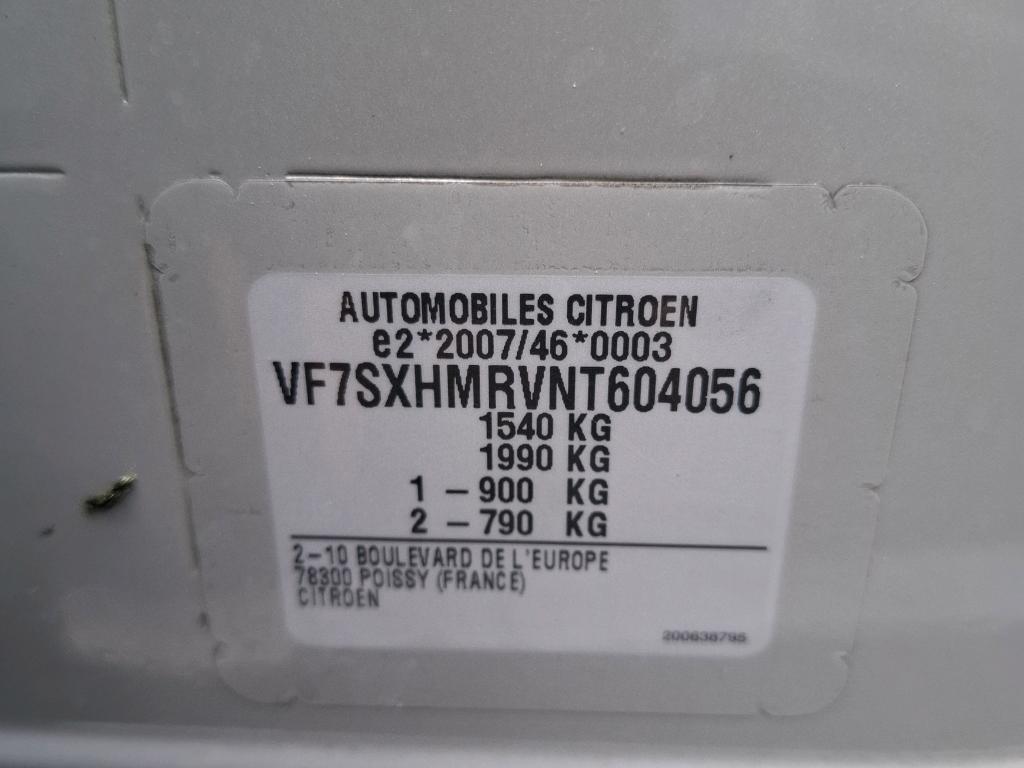 AUTOMOBILES CITROEN
e2*2007/46*0003
VF7SXHMRVNT604056
1540 KG
1990 KG
1 - 900 KG
2 - 790 KG
2-10 BOULEVARD DE L'EUROPE
78300 POISSY (FRANCE)
CITROEN
200638795